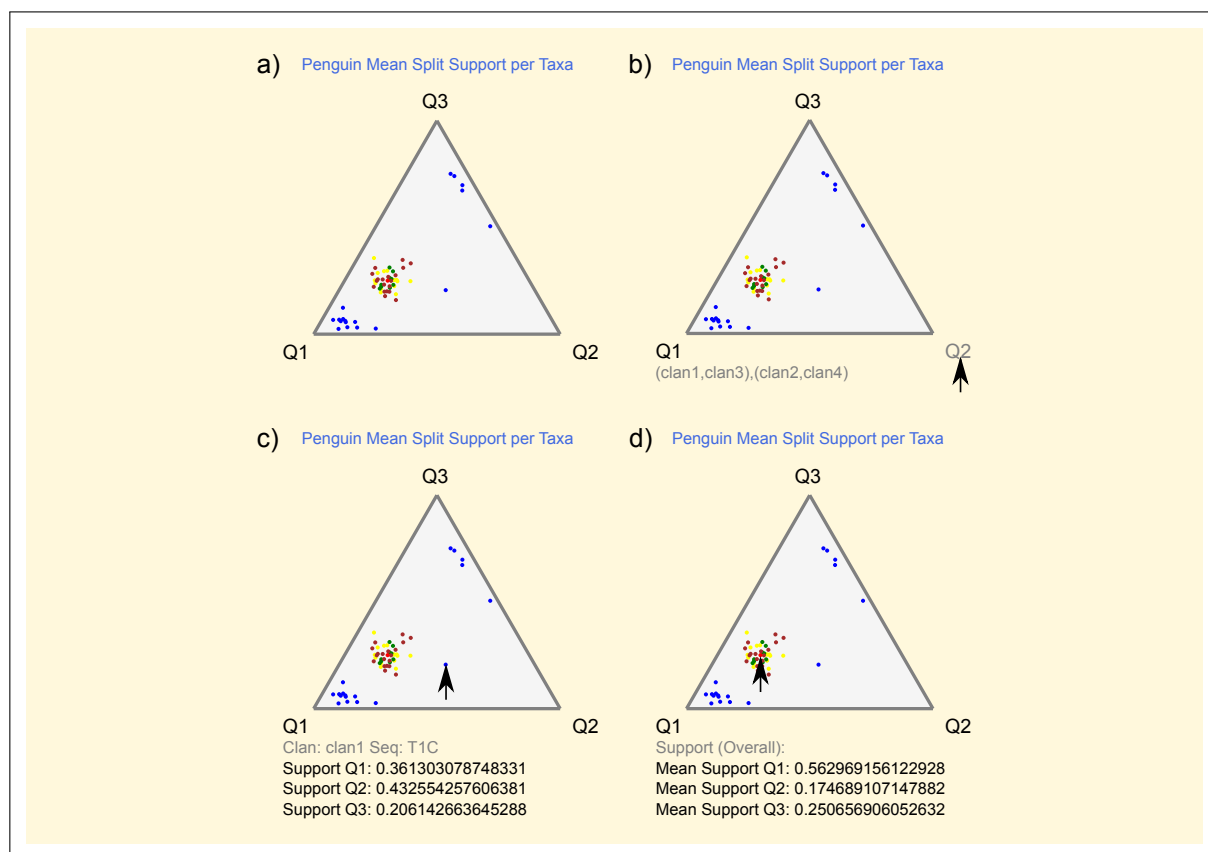 a) Penguin Mean Split Support per Taxa
Q3
Q1
Q2
b) Penguin Mean Split Support per Taxa
Q3
Q1
Q2
(clan1,clan3),(clan2,clan4)
c) Penguin Mean Split Support per Taxa
Q3
Q1
Q2
Clan: clan1 Seq: T1C
Support Q1: 0.361303078748331
Support Q2: 0.432554257606381
Support Q3: 0.206142663645288
d) Penguin Mean Split Support per Taxa
Q3
Q1
Q2
Support (Overall):
Mean Support Q1: 0.562969156122928
Mean Support Q2: 0.174689107147882
Mean Support Q3: 0.250656906052632